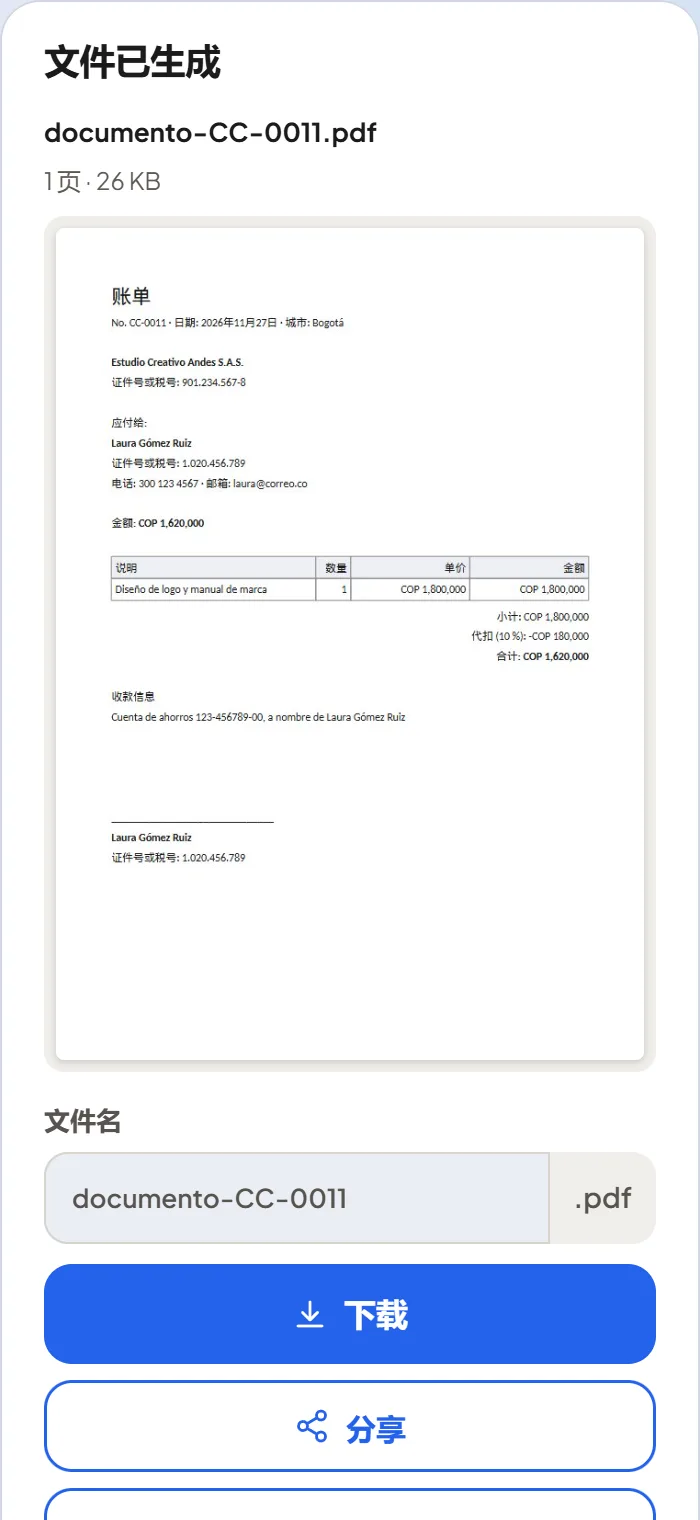 文件已生成
documento-CC-0011.pdf
1 页 · 26 KB
账单
No. CC-0011 · 日期: 2026年11月27日 · 城市: Bogotá
Estudio Creativo Andes S.A.S.
证件号或税号: 901.234.567-8
应付给:
Laura Gómez Ruiz
证件号或税号: 1.020.456.789
电话: 300 123 4567 · 邮箱: laura@correo.co
金额: COP 1,620,000
说明 数量 单价 金额
Diseño de logo y manual de marca 1 COP 1,800,000 COP 1,800,000
小计: COP 1,800,000
代扣 (10 %): -COP 180,000
合计: COP 1,620,000
收款信息
Cuenta de ahorros 123-456789-00, a nombre de Laura Gómez Ruiz
Laura Gómez Ruiz
证件号或税号: 1.020.456.789
文件名
documento-CC-0011 .pdf
下载
分享